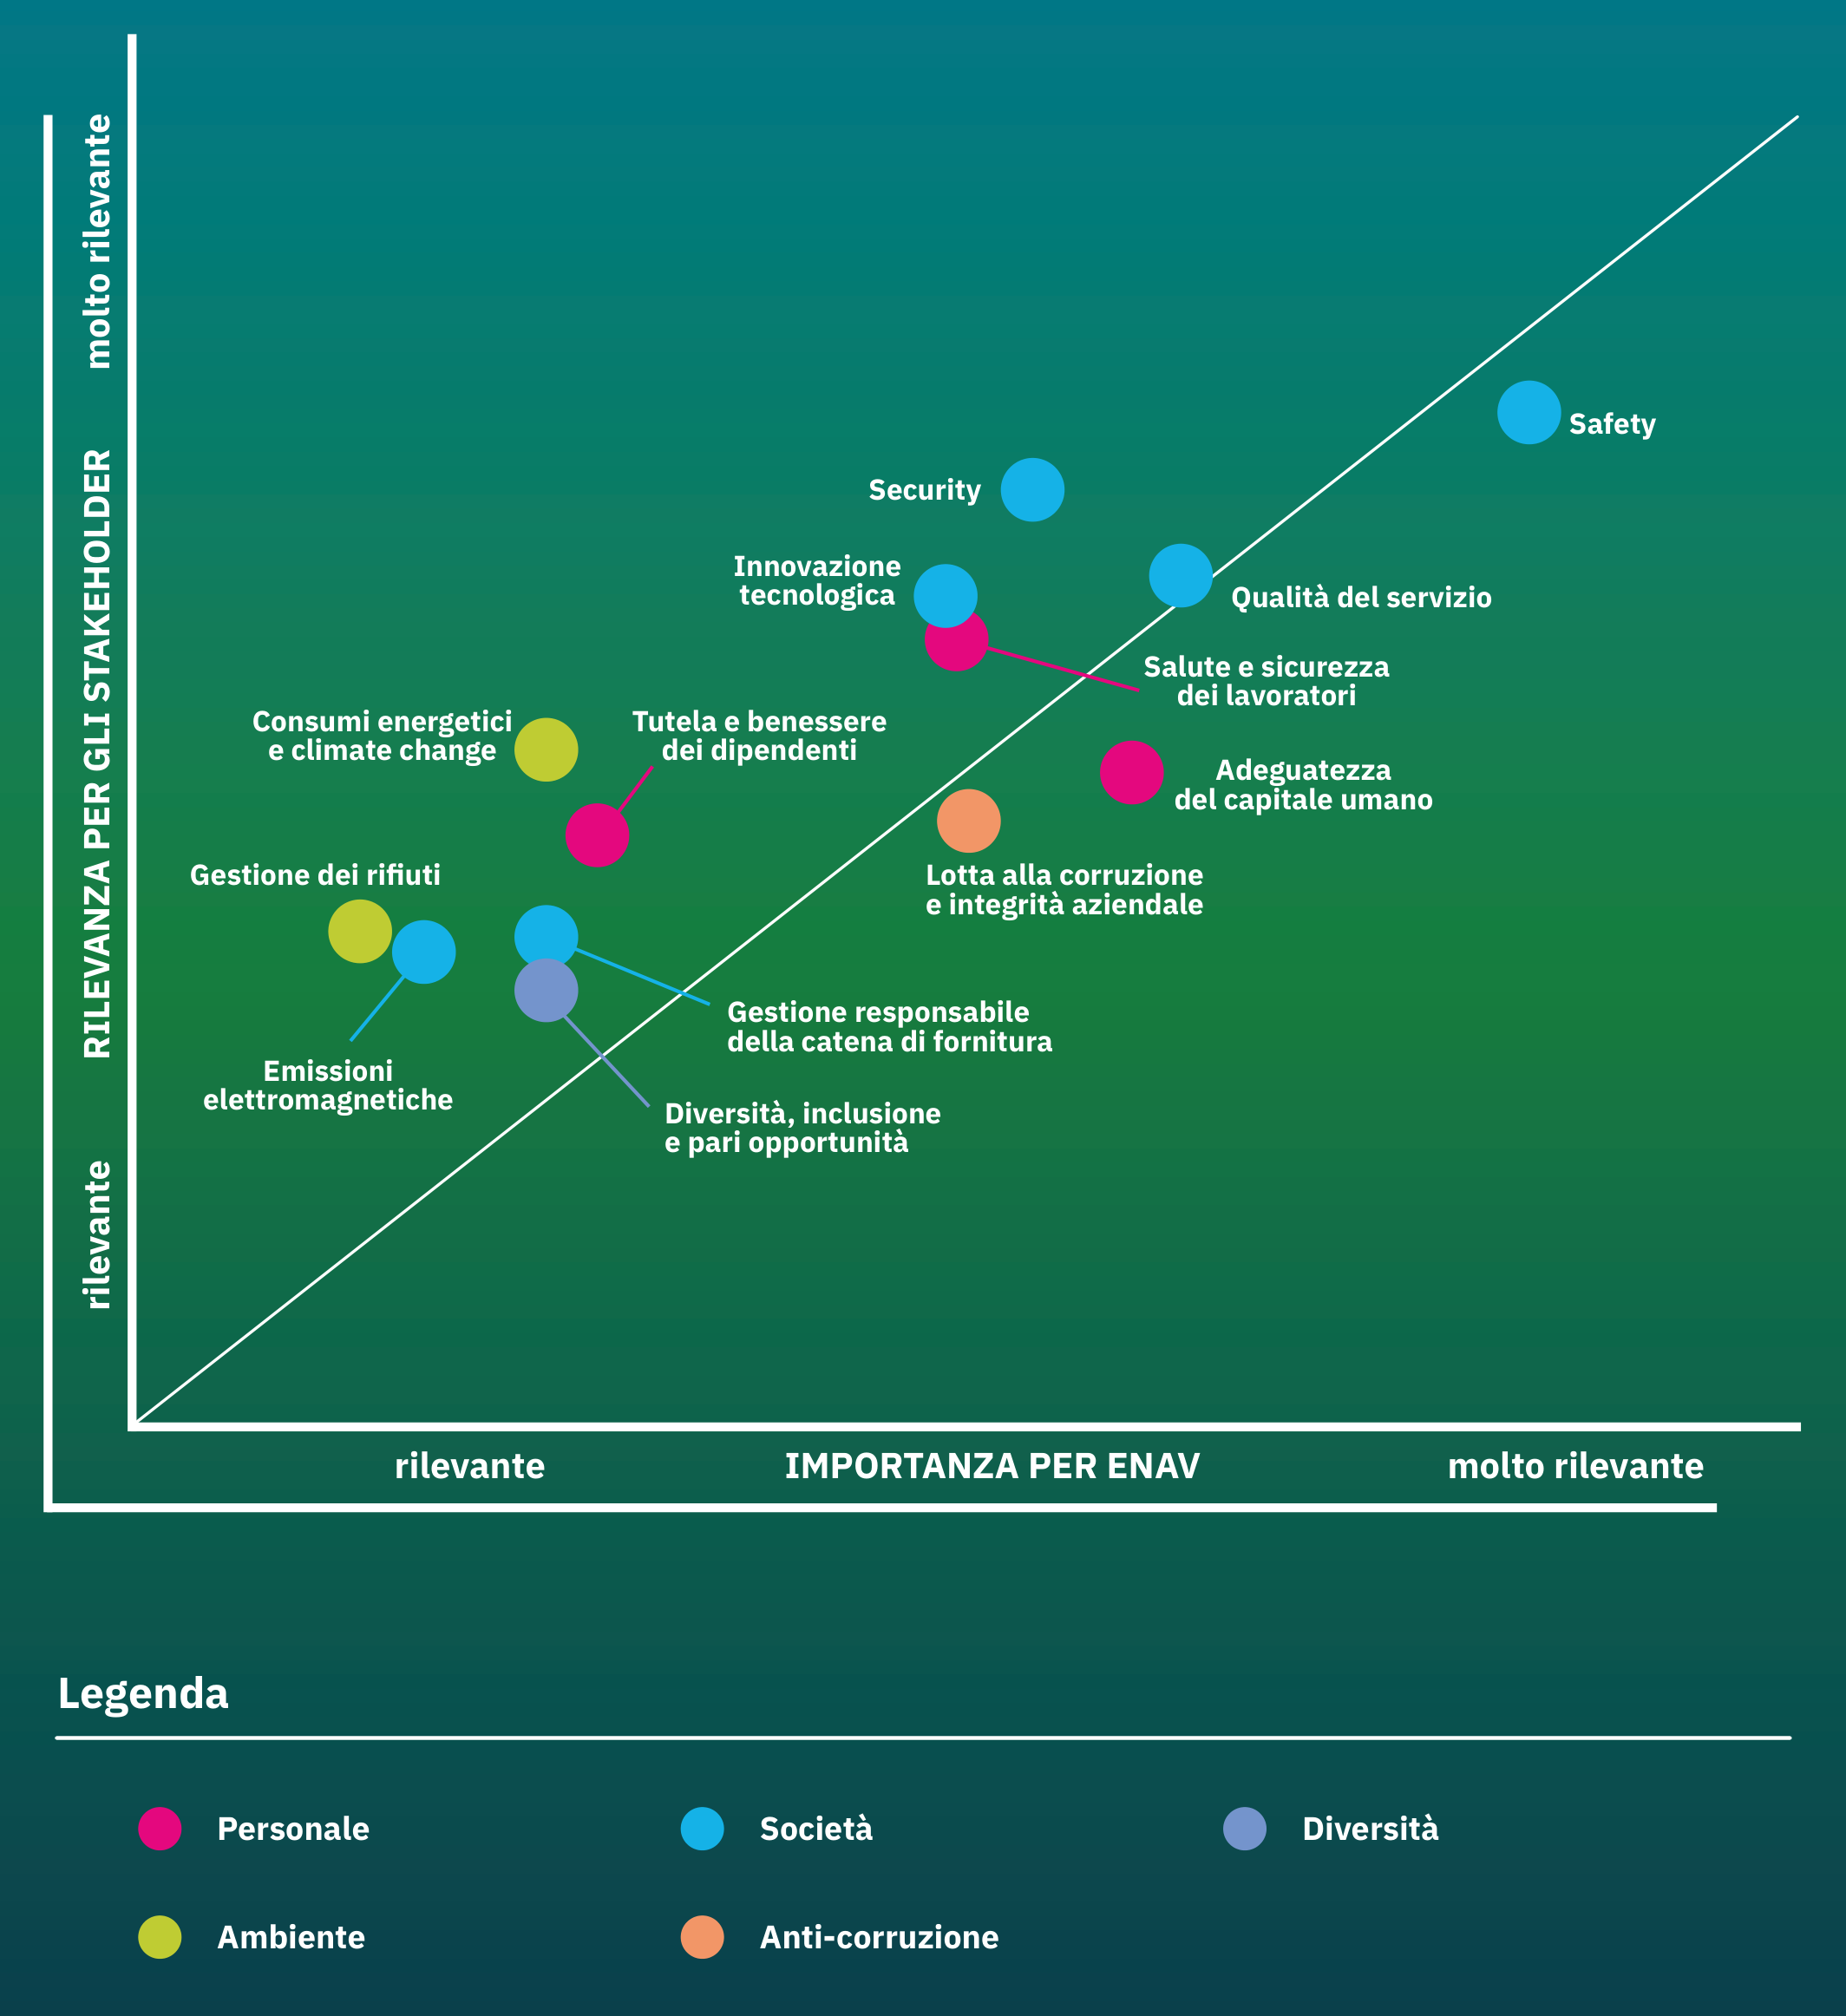 molto rilevante
RILEVANZA PER GLI STAKEHOLDER
rilevante
Safety
Security
Innovazione
tecnologica
Qualità del servizio
Salute e sicurezza
dei lavoratori
Consumi energetici
e climate change
Tutela e benessere
dei dipendenti
Adeguatezza
del capitale umano
Gestione dei rifiuti
Lotta alla corruzione
e integrità aziendale
Gestione responsabile
della catena di fornitura
Emissioni
elettromagnetiche
Diversità, inclusione
e pari opportunità
rilevante
IMPORTANZA PER ENAV
molto rilevante
Legenda
Personale
Società
Diversità
Ambiente
Anti-corruzione